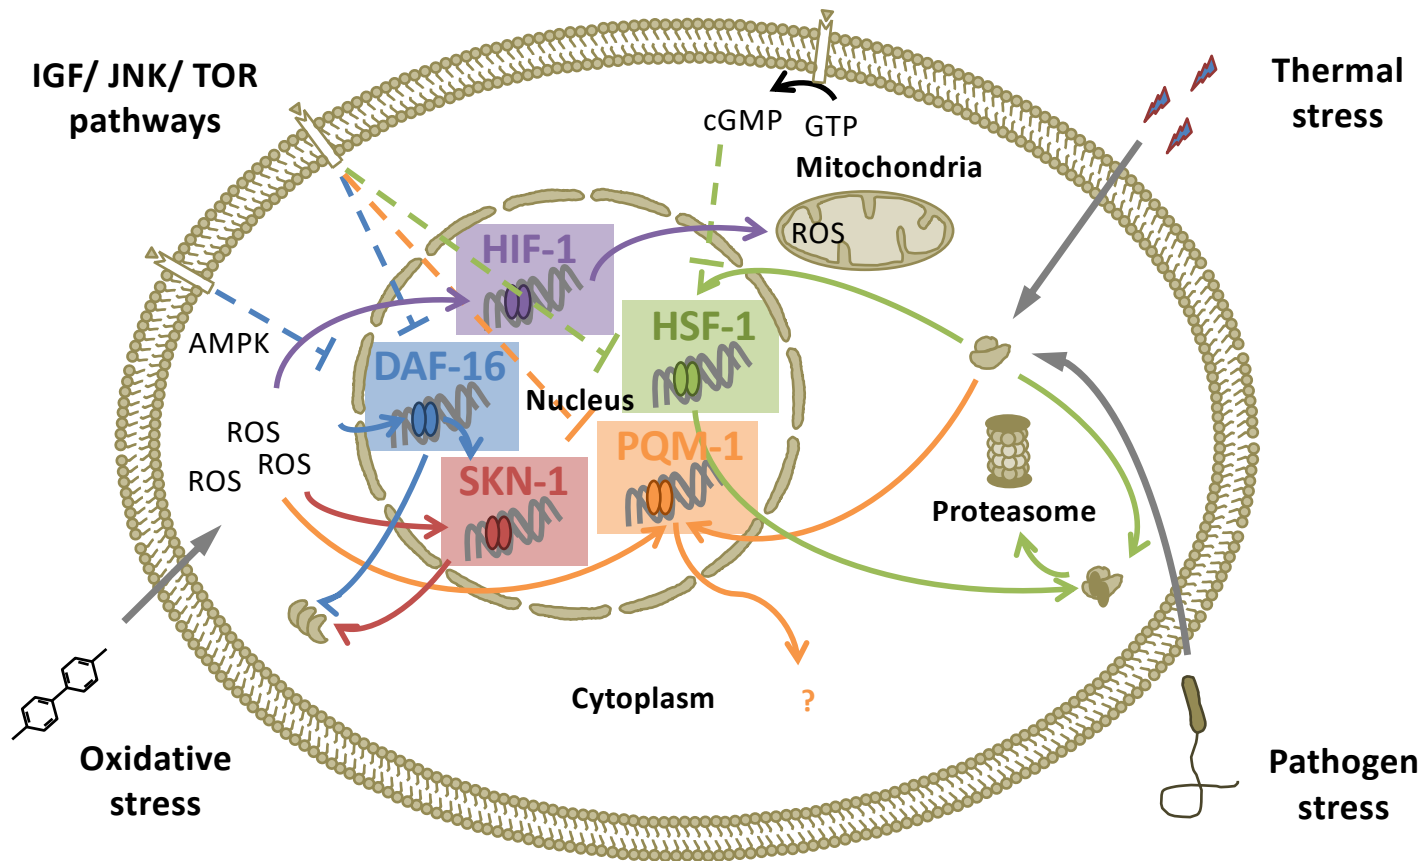 IGF/ JNK/ TOR
pathways
Thermal
stress
cGMP
GTP
Mitochondria
ROS
HIF-1
HSF-1
AMPK
DAF-16
Nucleus
ROS
ROS
ROS
SKN-1
PQM-1
Proteasome
Cytoplasm
?
Oxidative
stress
Pathogen
stress